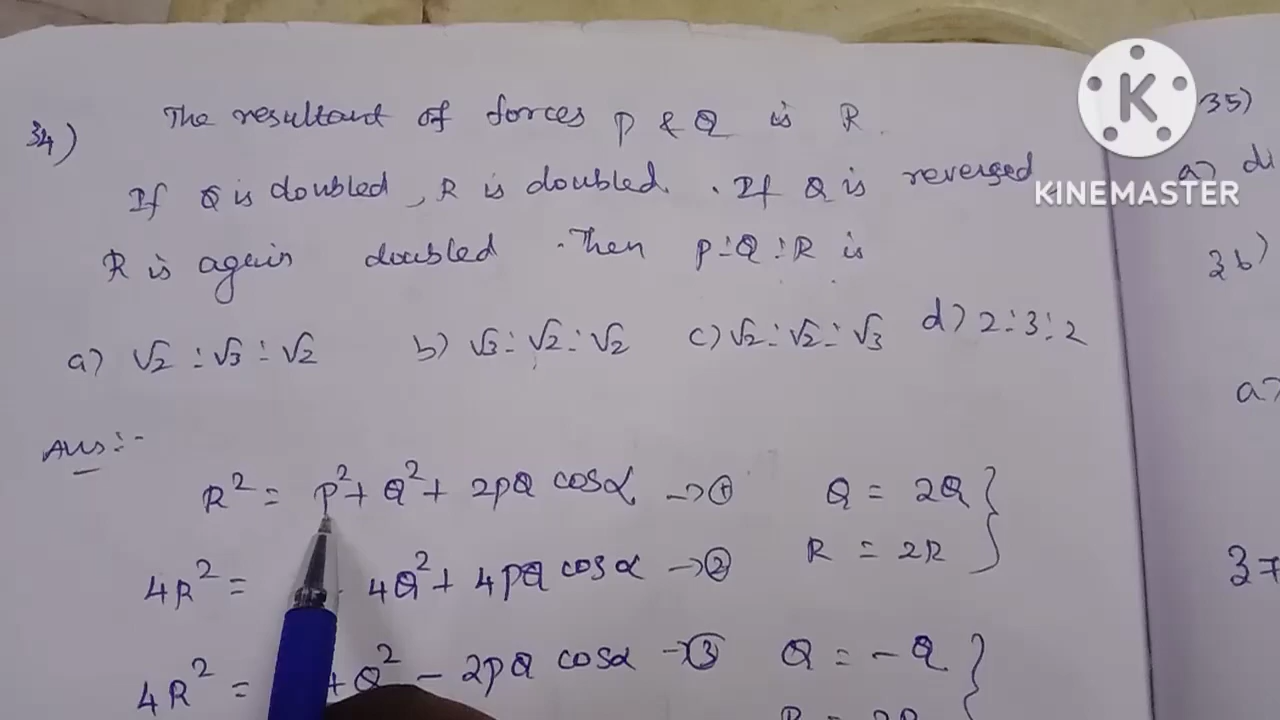 34) The resultant of forces P & Q is R.
If Q is doubled, R is doubled. If Q is reversed
R is again doubled. Then P:Q:R is
a) √2:√3:√2 b) √3:√2:√2 c) √2:√2:√3 d) 2:3:2
Ans:-
R² = P² + Q² + 2PQ cosα → ① Q = 2Q
R = 2R
4R² = 4Q² + 4PQ cosα → ②
4R² = + Q² - 2PQ cosα → ③ Q = -Q
K
KINEMASTER
35)
a)
36)
a)
37